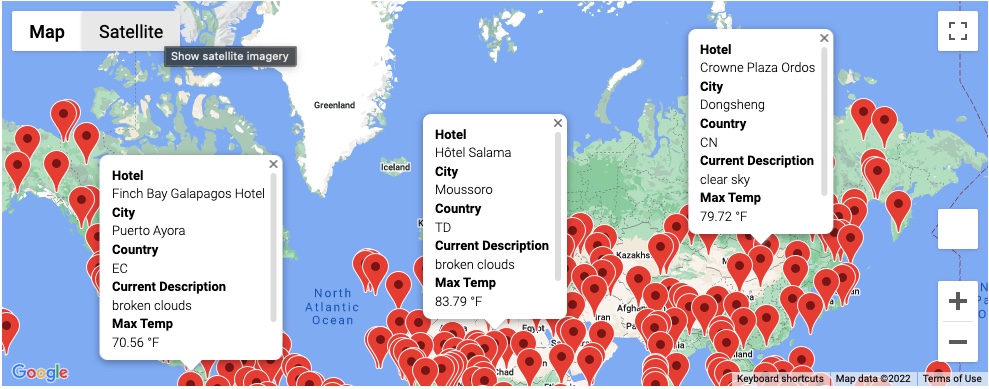 Map
Satellite
Show satellite imagery
Greenland
Iceland
Hotel
Finch Bay Galapagos Hotel
City
Puerto Ayora
Country
EC
Current Description
broken clouds
Max Temp
70.56 °F
Hotel
Hôtel Salama
City
Moussoro
Country
TD
Current Description
broken clouds
Max Temp
83.79 °F
Hotel
Crowne Plaza Ordos
City
Dongsheng
Country
CN
Current Description
clear sky
Max Temp
79.72 °F
North
Atlantic
Ocean
Kazakhs
Afghan
Iran
Egypt
Chad
Google
Keyboard shortcuts
Map data ©2022
Terms of Use